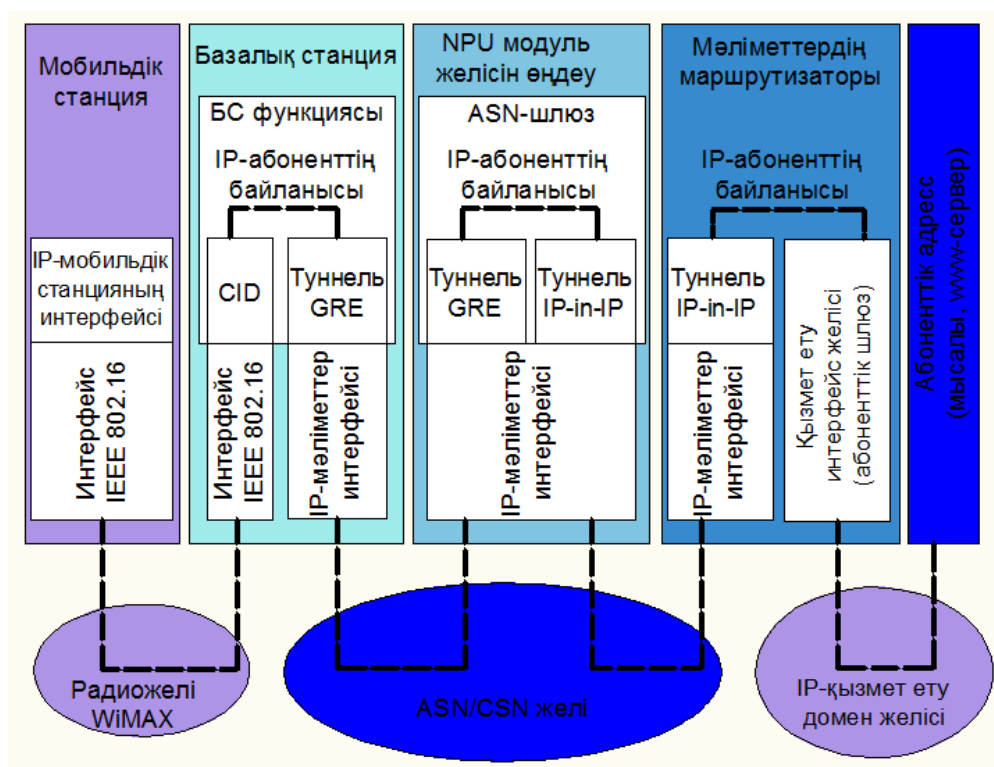 Мобильдік
станция
Базалық станция
NPU модуль
желісін өңдеу
Мәліметтердің
маршрутизаторы
БС функциясы
ASN-шлюз
IP-абоненттің
байланысы
IP-абоненттің
байланысы
IP-абоненттің
байланысы
IP-мобильдік
станцияның
интерфейсі
CID
Туннель
GRE
Туннель
GRE
Туннель
IP-in-IP
Туннель
IP-in-IP
Интерфейс
IEEE 802.16
Интерфейс
IEEE 802.16
IP-мәліметтер
интерфейсі
IP-мәліметтер
интерфейсі
IP-мәліметтер
интерфейсі
Қызмет ету
интерфейс желісі
(абоненттік шлюз)
Абоненттік адресс
(мысалы, www-сервер)
Радиожелі
WiMAX
ASN/CSN желі
IP-қызмет ету
домен желісі